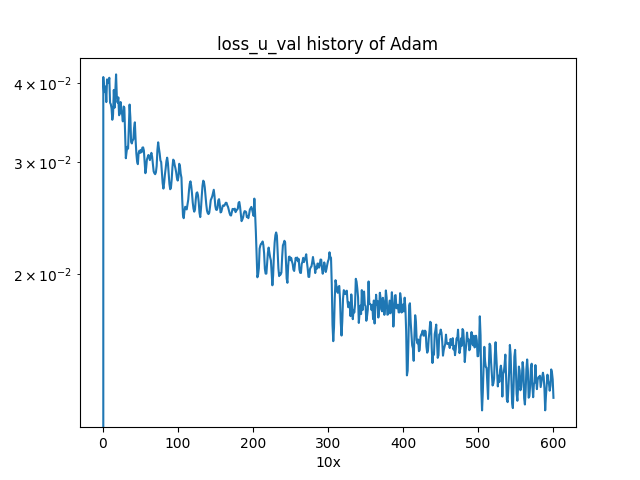 loss_u_val history of Adam
4 × 10⁻²
3 × 10⁻²
2 × 10⁻²
0 100 200 300 400 500 600
10x